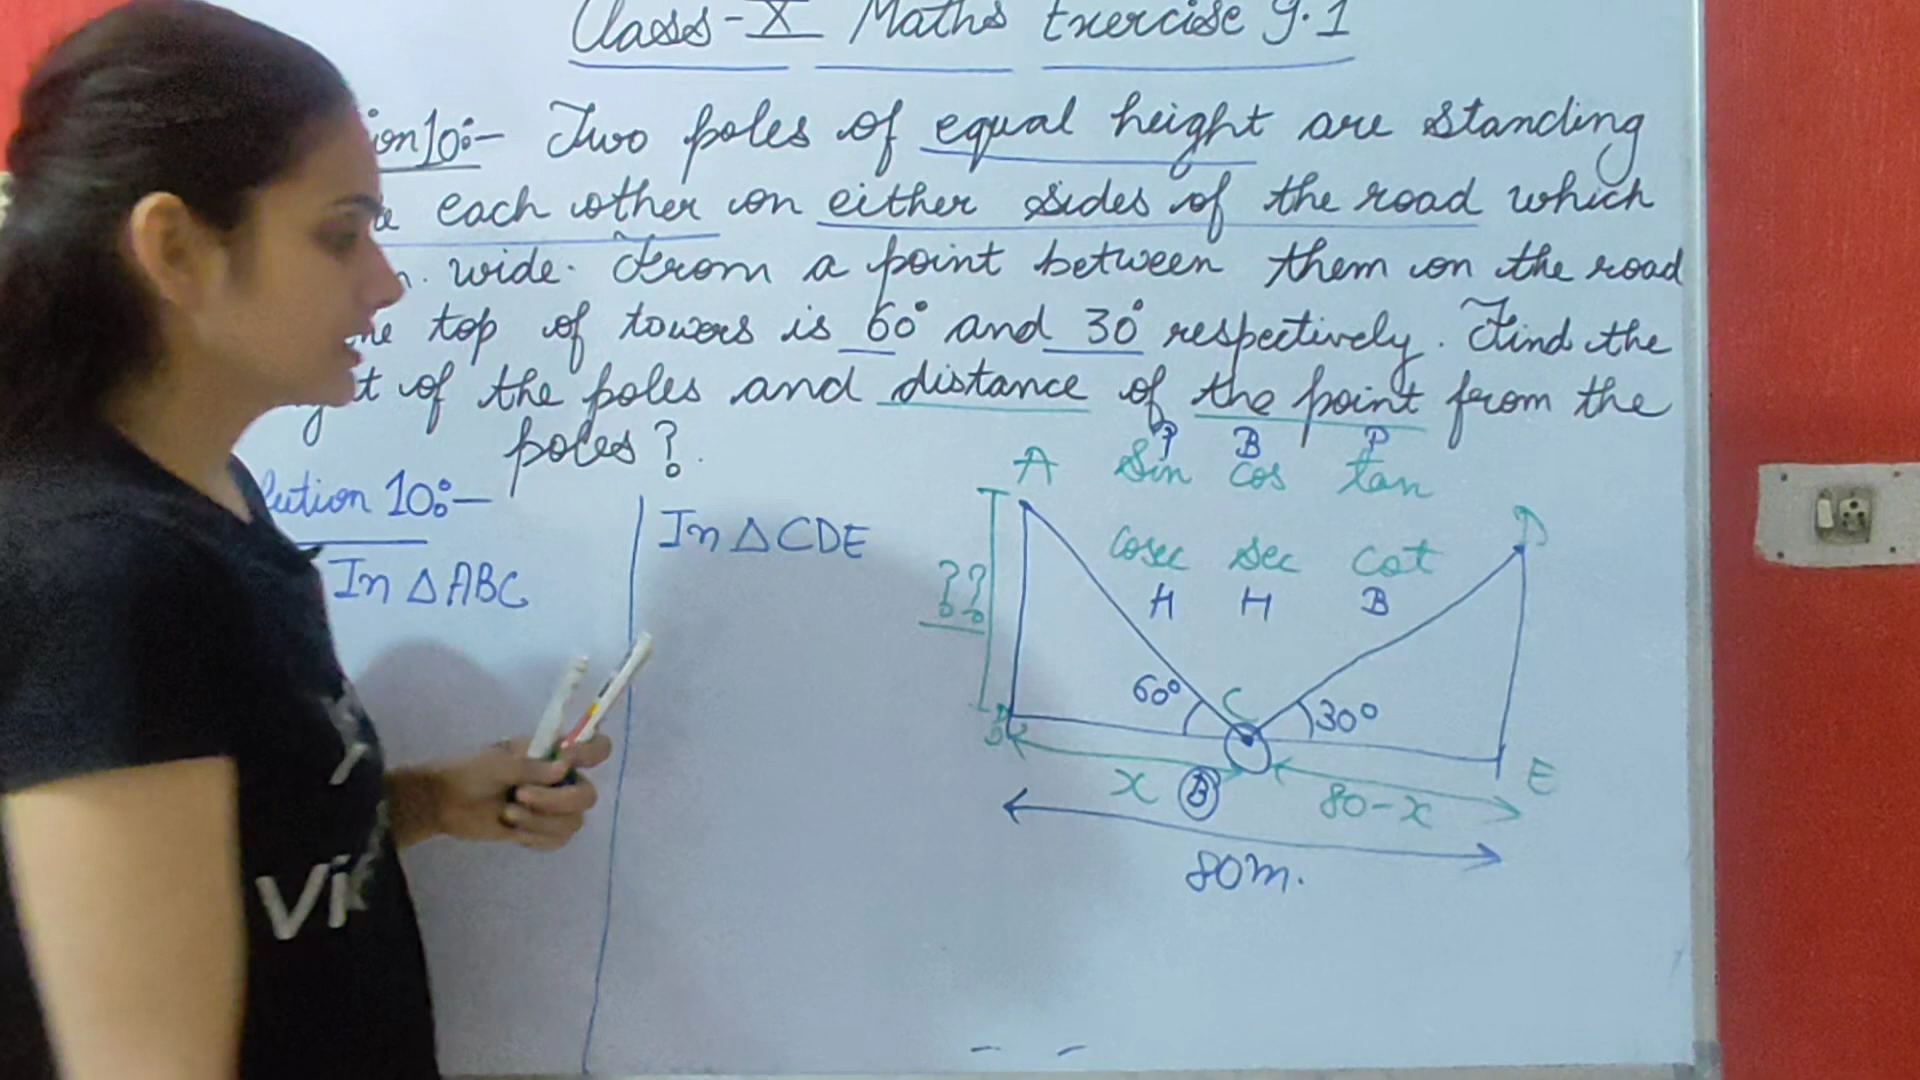 Class-X Maths Exercise 9.1
ion 10:- Two poles of equal height are standing
each other on either sides of the road which
wide. From a point between them on the road
top of towers is 60° and 30° respectively. Find the
t of the poles and distance of the point from the
poles?
lution 10:-
In △ABC
In △CDE
A
P B P
Sin Cos tan
Cosec Sec Cot
H H B
D
??
60°
C
30°
B
E
x
B
80-x
80m.
Vi